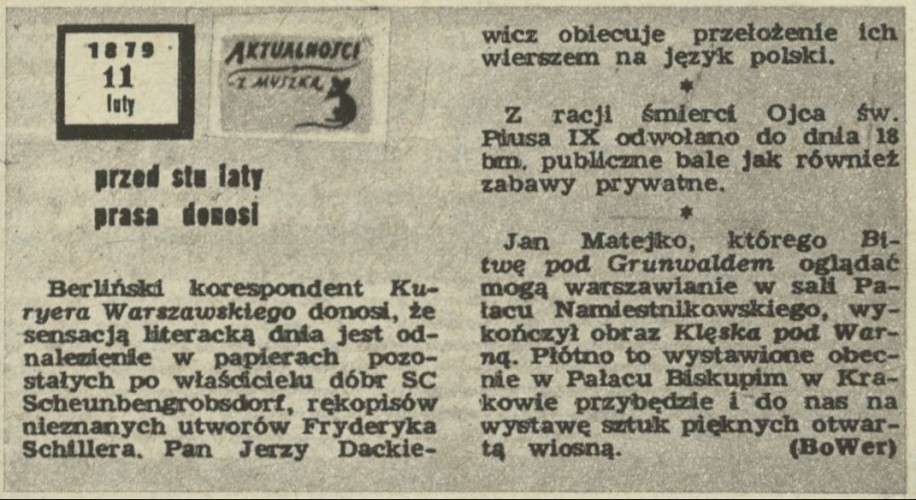 1879
11
luty
AKTUALNOŚCI
Z MYSZKĄ
przed stu laty
prasa donosi
Berliński korespondent Ku-
ryera Warszawskiego donosi, że
sensacją literacką dnia jest od-
nalezienie w papierach pozo-
stałych po właścicielu dóbr SC
Scheunbengrobsdorf, rękopisów
nieznanych utworów Fryderyka
Schillera. Pan Jerzy Dackie-
wicz obiecuje przełożenie ich
wierszem na język polski.
*
Z racji śmierci Ojca św.
Piusa IX odwołano do dnia 18
bm. publiczne bale jak również
zabawy prywatne.
*
Jan Matejko, którego Bi-
twę pod Grunwaldem oglądać
mogą warszawianie w sali Pa-
łacu Namiestnikowskiego, wy-
kończył obraz Klęska pod War-
ną. Płótno to wystawione obec-
nie w Pałacu Biskupim w Kra-
kowie przybędzie i do nas na
wystawę sztuk pięknych otwar-
tą wiosną. (BoWer)